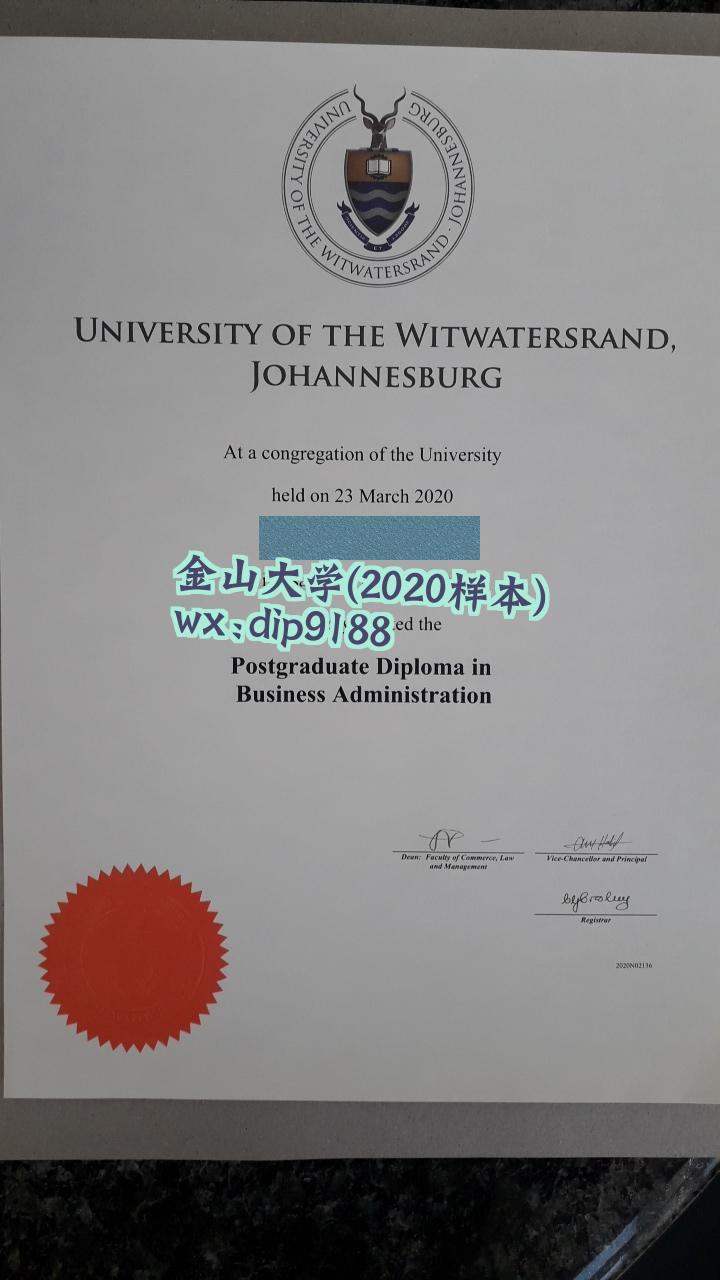 UNIVERSITY OF THE WITWATERSRAND · JOHANNESBURG
UNIVERSITY OF THE WITWATERSRAND,
JOHANNESBURG
At a congregation of the University
held on 23 March 2020
金山大学(2020样本)
wx:dip9188
ted the
Postgraduate Diploma in
Business Administration
Dean: Faculty of Commerce, Law
and Management
Vice-Chancellor and Principal
Registrar
2020N02136